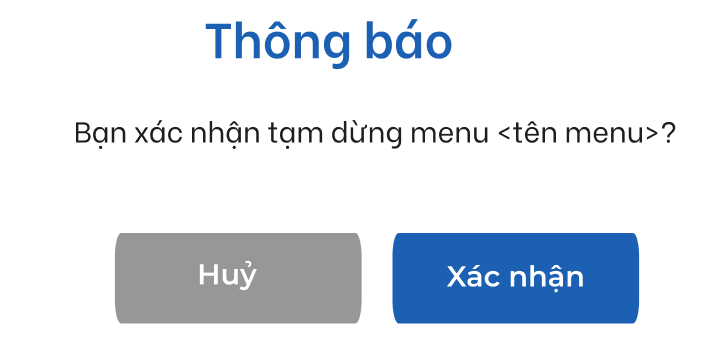 Thông báo
Bạn xác nhận tạm dừng menu <tên menu>?
Huỷ
Xác nhận